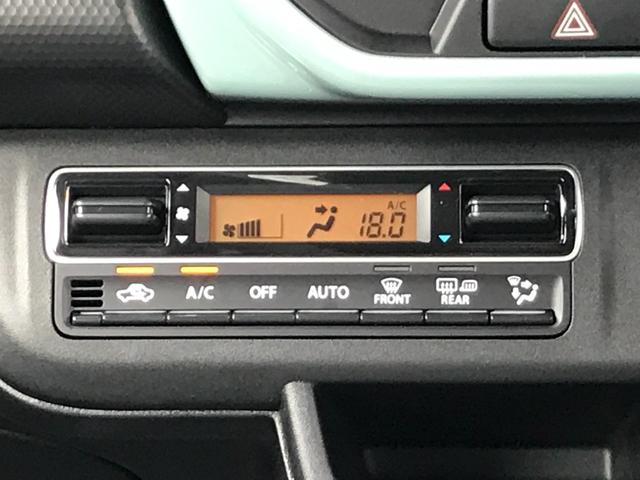 A/C
18.0
A/C OFF AUTO FRONT REAR